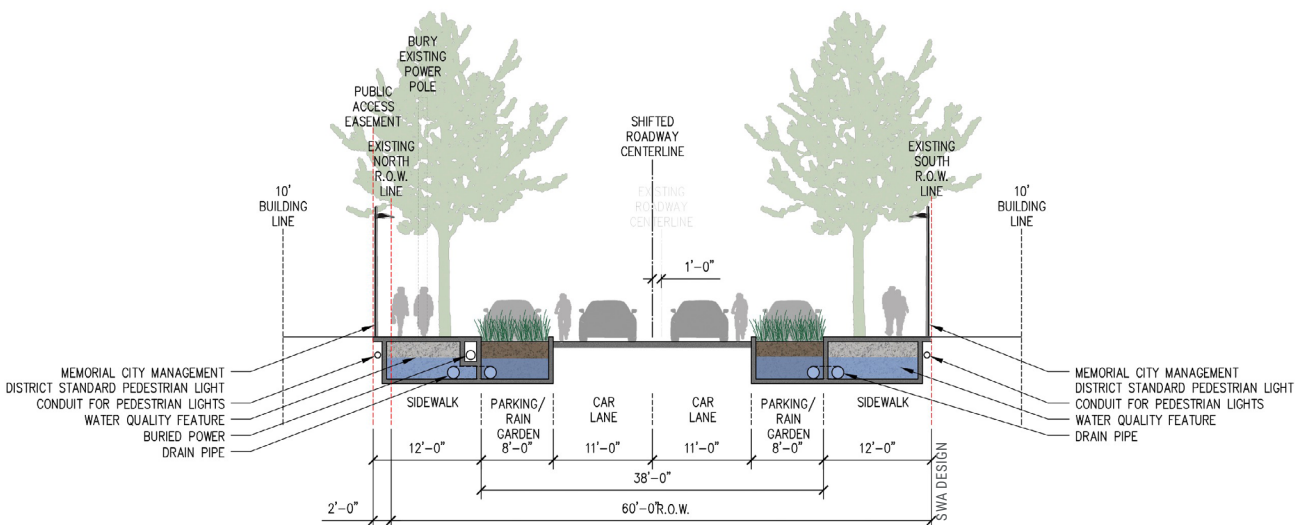 BURY
EXISTING
POWER
POLE
PUBLIC
ACCESS
EASEMENT
EXISTING
NORTH
R.O.W.
LINE
10'
BUILDING
LINE
SHIFTED
ROADWAY
CENTERLINE
EXISTING
ROADWAY
CENTERLINE
1'-0"
EXISTING
SOUTH
R.O.W.
LINE
10'
BUILDING
LINE
MEMORIAL CITY MANAGEMENT
DISTRICT STANDARD PEDESTRIAN LIGHT
CONDUIT FOR PEDESTRIAN LIGHTS
WATER QUALITY FEATURE
BURIED POWER
DRAIN PIPE
SIDEWALK
PARKING/
RAIN
GARDEN
CAR
LANE
CAR
LANE
PARKING/
RAIN
GARDEN
SIDEWALK
MEMORIAL CITY MANAGEMENT
DISTRICT STANDARD PEDESTRIAN LIGHT
CONDUIT FOR PEDESTRIAN LIGHTS
WATER QUALITY FEATURE
DRAIN PIPE
12'-0"
8'-0"
11'-0"
11'-0"
8'-0"
12'-0"
38'-0"
2'-0"
60'-0"R.O.W.
SWA DESIGN